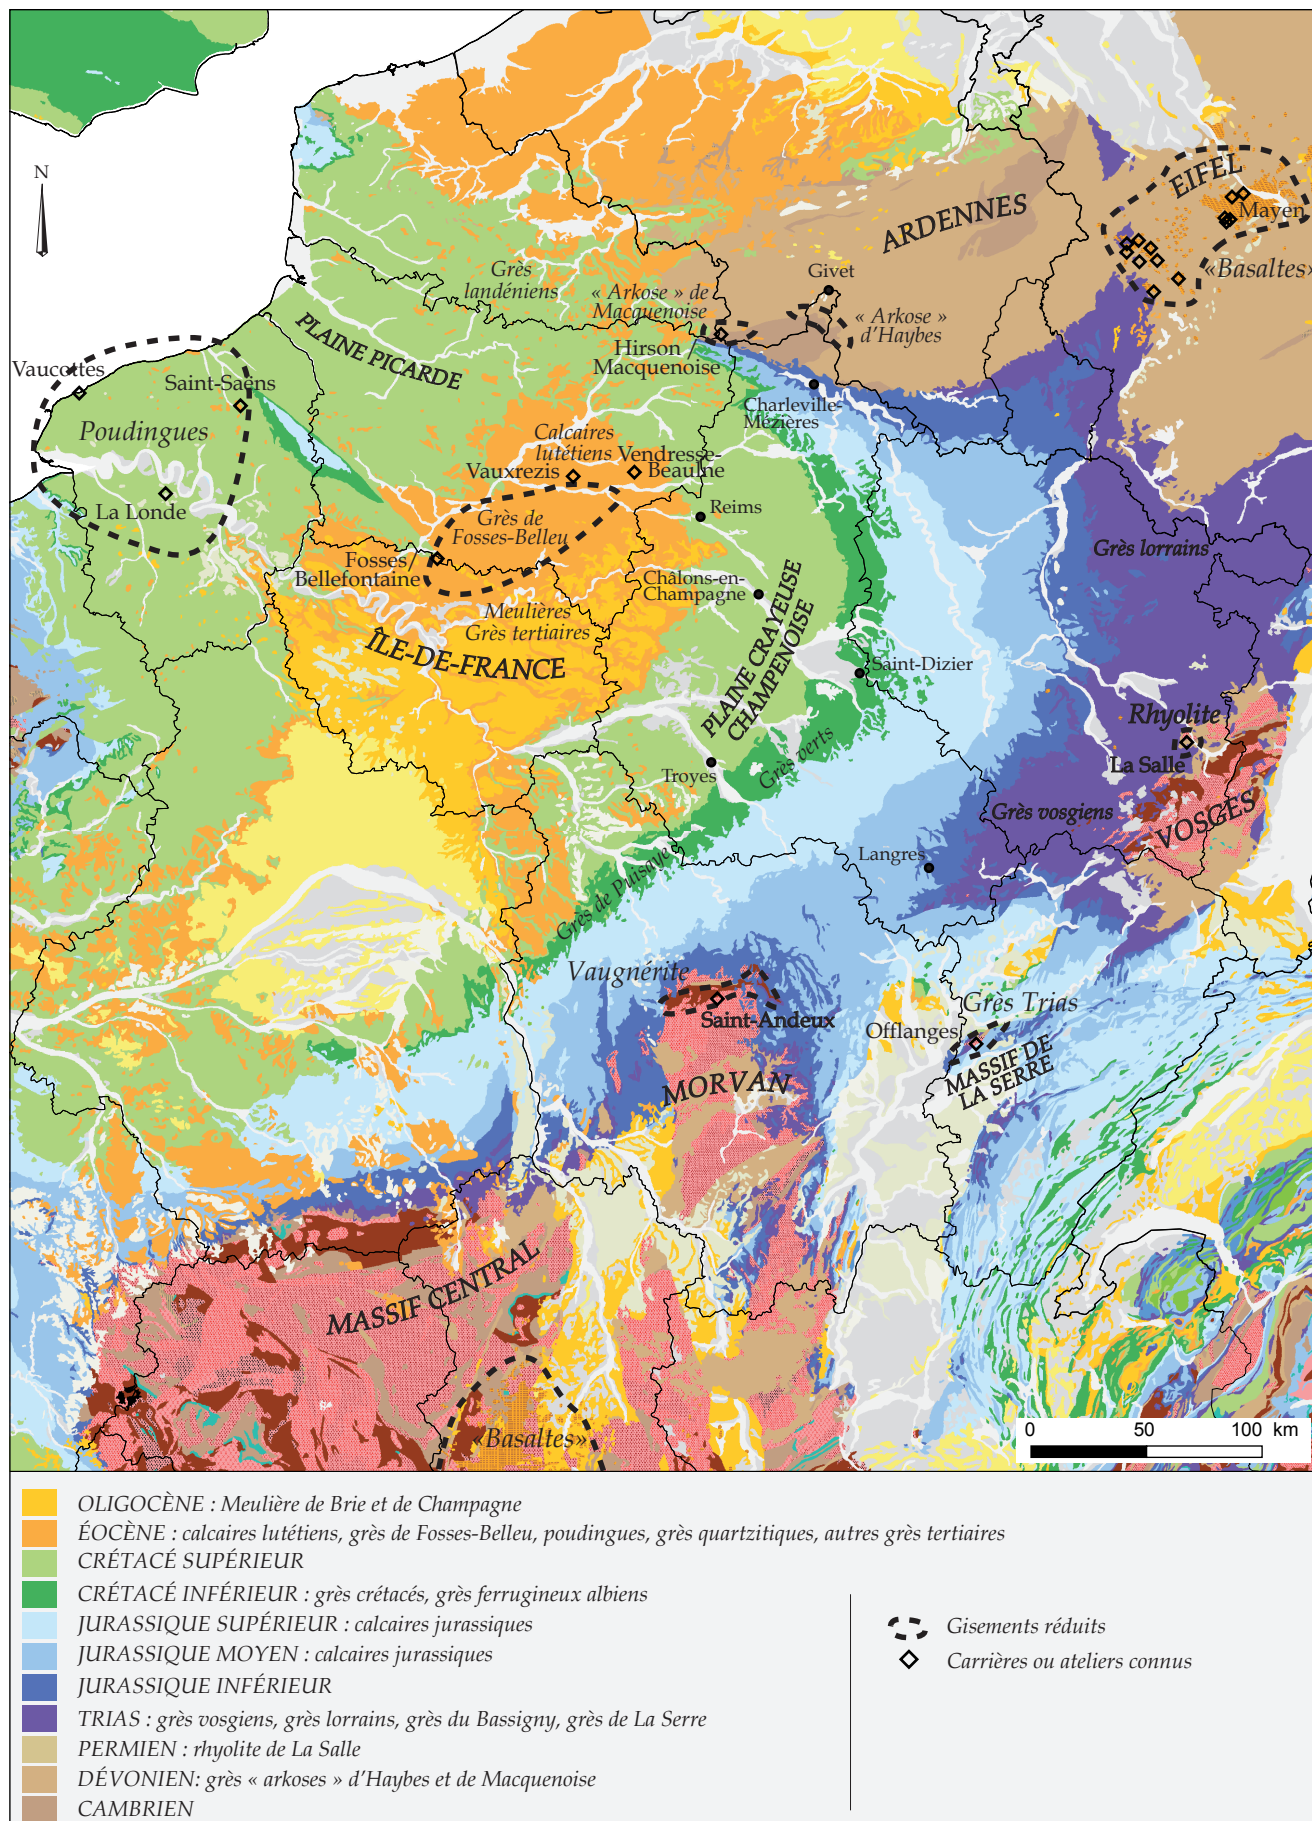 N
EIFEL
Mayen
«Basaltes»
ARDENNES
Givet
Grès
landéniens
« Arkose » de
Macquenoise
« Arkose »
d'Haybes
Hirson /
Macquenoise
PLAINE PICARDE
Vaucottes
Saint-Saëns
Charleville-
Mézières
Poudingues
Calcaires
lutétiens
Vauxrezis
Vendresse-
Beaulne
La Londe
Grès de
Fosses-Belleu
Reims
Fosses/
Bellefontaine
Grès lorrains
Châlons-en-
Champagne
Meulières
Grès tertiaires
ÎLE-DE-FRANCE
PLAINE CRAYEUSE
CHAMPENOISE
Saint-Dizier
Rhyolite
La Salle
Grès verts
Troyes
Grès vosgiens
VOSGES
Langres
Grès de Puisaye
Vaugnérite
Saint-Andeux
Grès Trias
Offlanges
MASSIF DE
LA SERRE
MORVAN
MASSIF CENTRAL
«Basaltes»
0 50 100 km
OLIGOCÈNE : Meulière de Brie et de Champagne
ÉOCÈNE : calcaires lutétiens, grès de Fosses-Belleu, poudingues, grès quartzitiques, autres grès tertiaires
CRÉTACÉ SUPÉRIEUR
CRÉTACÉ INFÉRIEUR : grès crétacés, grès ferrugineux albiens
JURASSIQUE SUPÉRIEUR : calcaires jurassiques
JURASSIQUE MOYEN : calcaires jurassiques
JURASSIQUE INFÉRIEUR
TRIAS : grès vosgiens, grès lorrains, grès du Bassigny, grès de La Serre
PERMIEN : rhyolite de La Salle
DÉVONIEN: grès « arkoses » d'Haybes et de Macquenoise
CAMBRIEN
Gisements réduits
Carrières ou ateliers connus